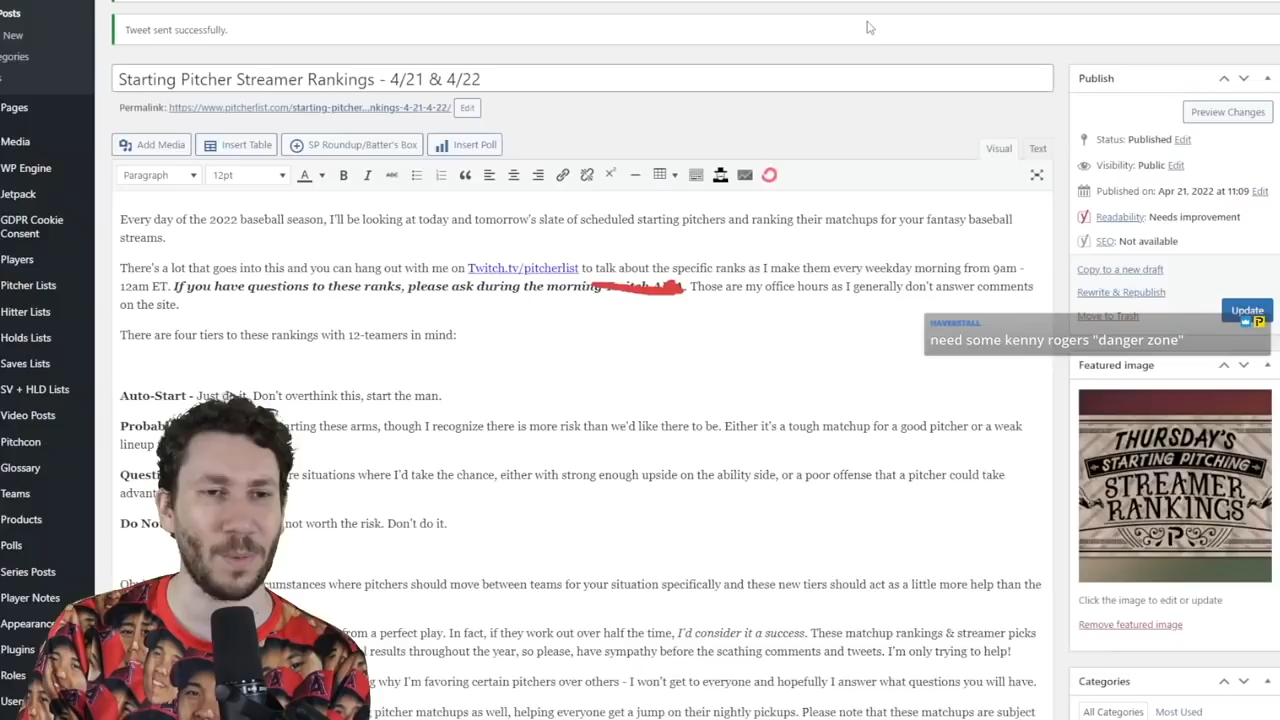 Posts
New
egories
s
Pages
Media
WP Engine
Jetpack
GDPR Cookie
Consent
Players
Pitcher Lists
Hitter Lists
Holds Lists
Saves Lists
SV + HLD Lists
Video Posts
Pitchcon
Glossary
Teams
Products
Polls
Series Posts
Player Notes
Appearanc
Plugins
Roles
User
Tweet sent successfully.
Starting Pitcher Streamer Rankings - 4/21 & 4/22
Permalink: https://www.pitcherlist.com/starting-pitcher...nkings-4-21-4-22/ Edit
Add Media Insert Table SP Roundup/Batter's Box Insert Poll
Visual Text
Paragraph 12pt A B I ABC
Every day of the 2022 baseball season, I'll be looking at today and tomorrow's slate of scheduled starting pitchers and ranking their matchups for your fantasy baseball
streams.
There's a lot that goes into this and you can hang out with me on Twitch.tv/pitcherlist to talk about the specific ranks as I make them every weekday morning from 9am -
12am ET. If you have questions to these ranks, please ask during the morning Those are my office hours as I generally don't answer comments
on the site.
There are four tiers to these rankings with 12-teamers in mind:
Auto-Start - Just do it. Don't overthink this, start the man.
Probab arting these arms, though I recognize there is more risk than we'd like there to be. Either it's a tough matchup for a good pitcher or a weak
lineup
Questi re situations where I'd take the chance, either with strong enough upside on the ability side, or a poor offense that a pitcher could take
advant
Do No not worth the risk. Don't do it.
cumstances where pitchers should move between teams for your situation specifically and these new tiers should act as a little more help than the
from a perfect play. In fact, if they work out over half the time, I'd consider it a success. These matchup rankings & streamer picks
results throughout the year, so please, have sympathy before the scathing comments and tweets. I'm only trying to help!
g why I'm favoring certain pitchers over others - I won't get to everyone and hopefully I answer what questions you will have.
pitcher matchups as well, helping everyone get a jump on their nightly pickups. Please note that these matchups are subject
Publish
Preview Changes
Status: Published Edit
Visibility: Public Edit
Published on: Apr 21, 2022 at 11:09 Edit
Readability: Needs improvement
SEO: Not available
Copy to a new draft
Rewrite & Republish
Move to Trash
Update
HAVENSTALL
need some kenny rogers "danger zone"
Featured image
THURSDAY'S
STARTING PITCHING
STREAMER
RANKINGS
Click the image to edit or update
Remove featured image
Categories
All Categories Most Used